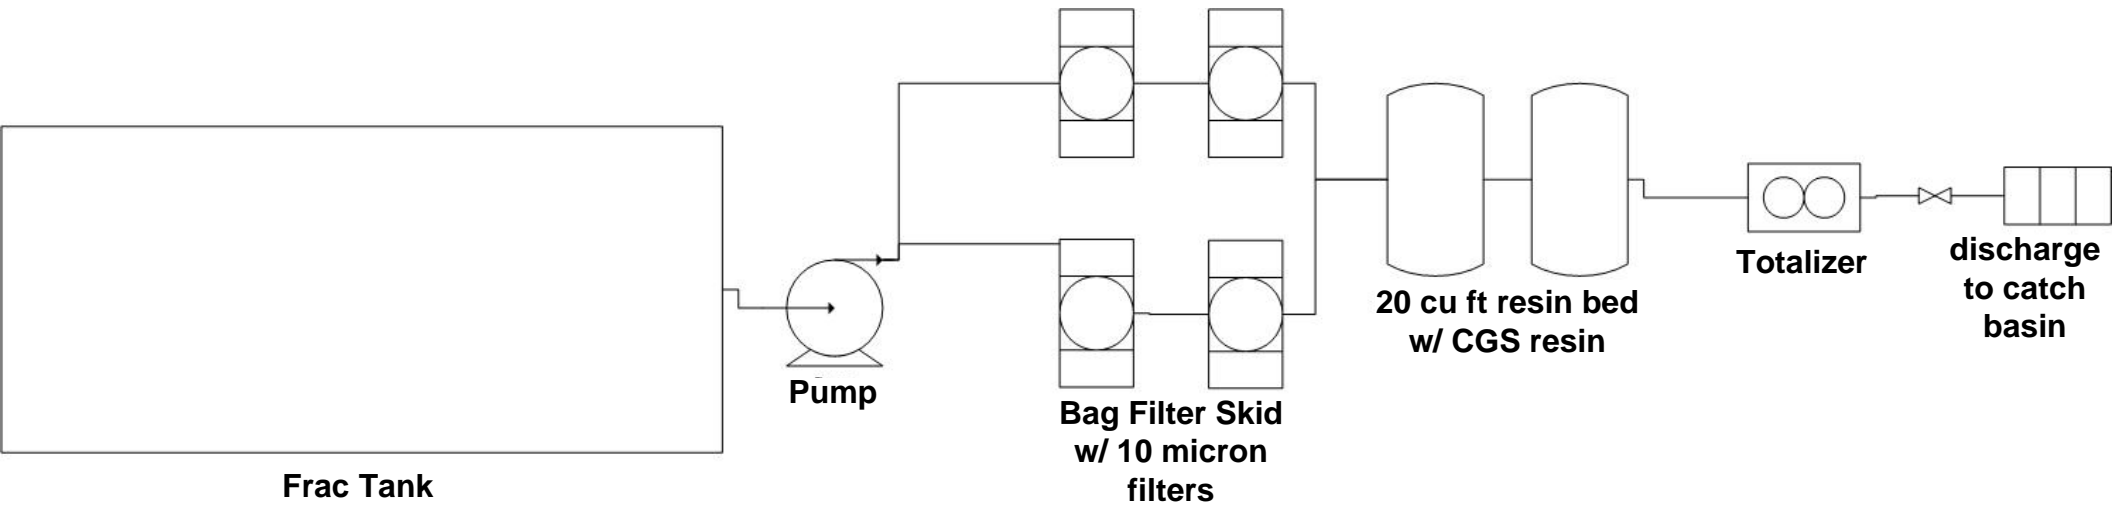 Frac Tank
Pump
Bag Filter Skid
w/ 10 micron
filters
20 cu ft resin bed
w/ CGS resin
Totalizer
discharge
to catch
basin